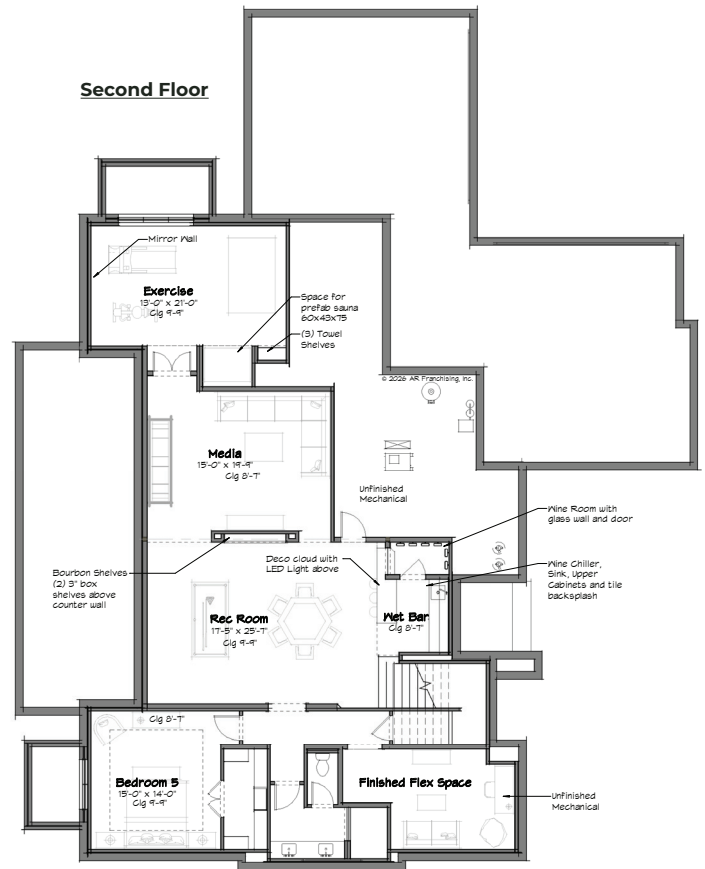 Second Floor
Mirror Wall
Exercise
13'-0" x 21'-0"
Clg 9'-9"
Space for
prefab sauna
60x43x75
(3) Towel
Shelves
© 2026 AR Franchising, Inc.
Media
15'-0" x 19'-9"
Clg 8'-7"
Unfinished
Mechanical
Wine Room with
glass wall and door
Bourbon Shelves
(2) 3" box
shelves above
counter wall
Deco cloud with
LED Light above
Wine Chiller,
Sink, Upper
Cabinets and tile
backsplash
Rec Room
17'-5" x 25'-7"
Clg 9'-9"
Wet Bar
Clg 8'-7"
Clg 8'-7"
Bedroom 5
15'-0" x 14'-0"
Clg 9'-9"
Finished Flex Space
Unfinished
Mechanical